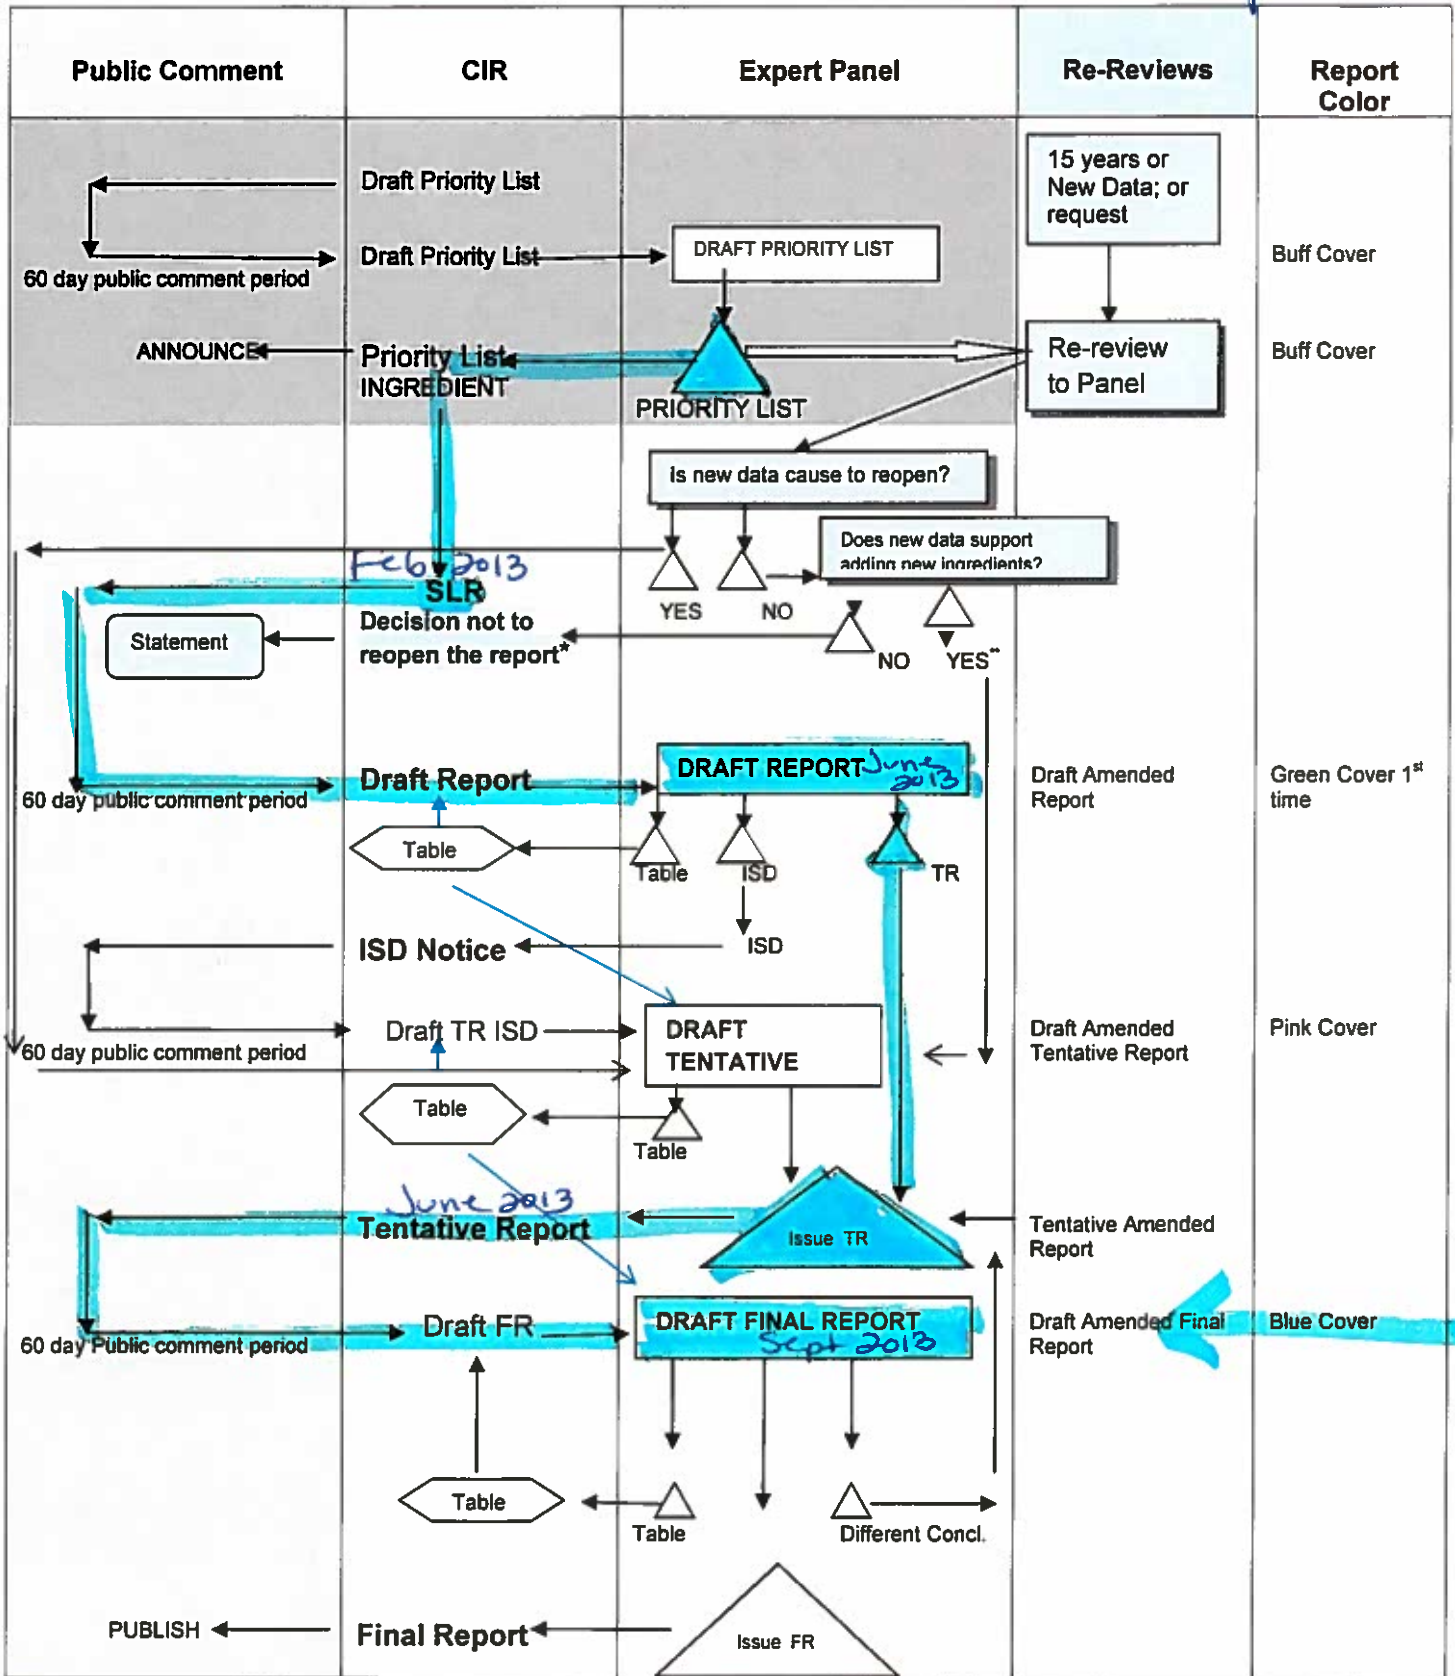 Public Comment
CIR
Expert Panel
Re-Reviews
Report
Color
Draft Priority List
15 years or
New Data; or
request
60 day public comment period
Draft Priority List
DRAFT PRIORITY LIST
Buff Cover
ANNOUNCE
Priority List
INGREDIENT
PRIORITY LIST
Re-review
to Panel
Buff Cover
Is new data cause to reopen?
Does new data support
adding new ingredients?
YES
NO
Feb 2013
SLR
Statement
Decision not to
reopen the report*
NO
YES**
60 day public comment period
Draft Report
DRAFT REPORT
June
2013
Draft Amended
Report
Green Cover 1st
time
Table
Table
ISD
TR
ISD Notice
ISD
60 day public comment period
Draft TR ISD
DRAFT
TENTATIVE
Draft Amended
Tentative Report
Pink Cover
Table
Table
June 2013
Tentative Report
Issue TR
Tentative Amended
Report
60 day Public comment period
Draft FR
DRAFT FINAL REPORT
Sept 2013
Draft Amended Final
Report
Blue Cover
Table
Table
Different Concl.
PUBLISH
Final Report
Issue FR